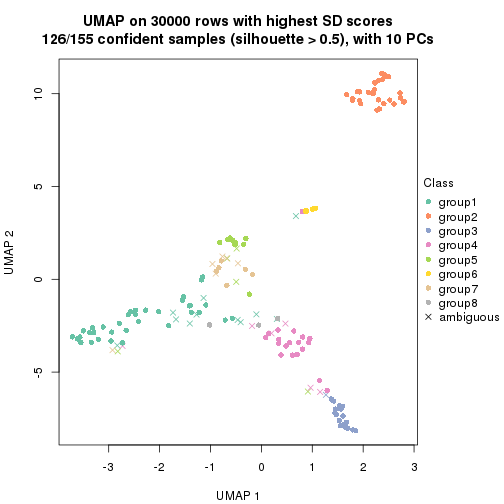 UMAP on 30000 rows with highest SD scores
126/155 confident samples (silhouette > 0.5), with 10 PCs
UMAP 2
10
5
0
-5
-3
-2
-1
0
1
2
3
UMAP 1
Class
group1
group2
group3
group4
group5
group6
group7
group8
ambiguous